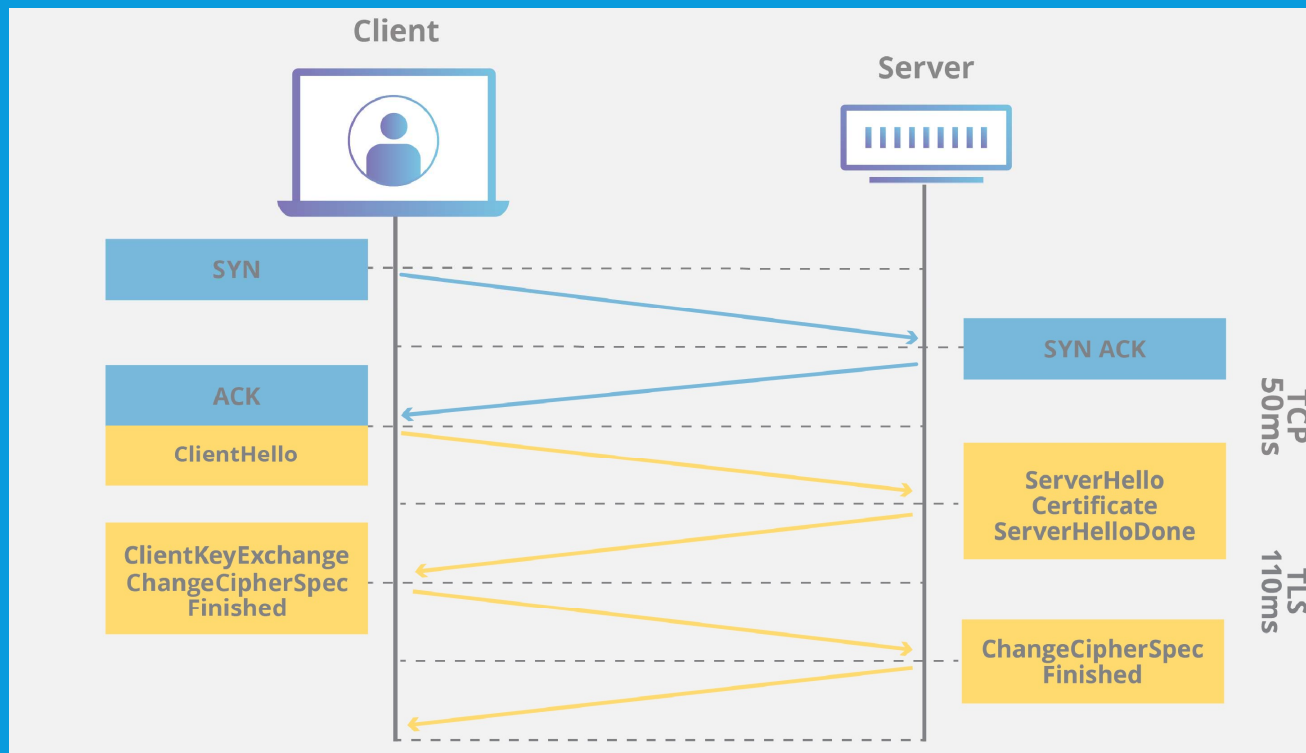 Client
Server
SYN
SYN ACK
ACK
ClientHello
TCP
50ms
ServerHello
Certificate
ServerHelloDone
ClientKeyExchange
ChangeCipherSpec
Finished
TLS
110ms
ChangeCipherSpec
Finished